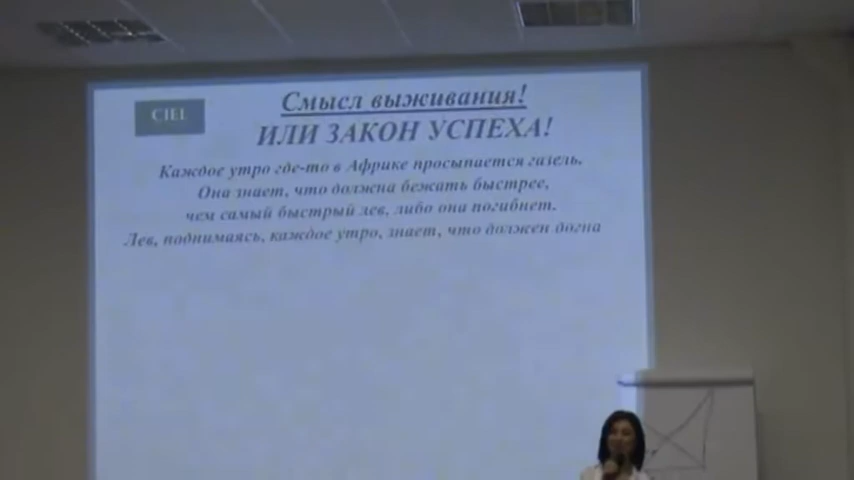 CIEL
Смысл выживания!
ИЛИ ЗАКОН УСПЕХА!
Каждое утро где-то в Африке просыпается газель.
Она знает, что должна бежать быстрее,
чем самый быстрый лев, либо она погибнет.
Лев, поднимаясь, каждое утро, знает, что должен догна